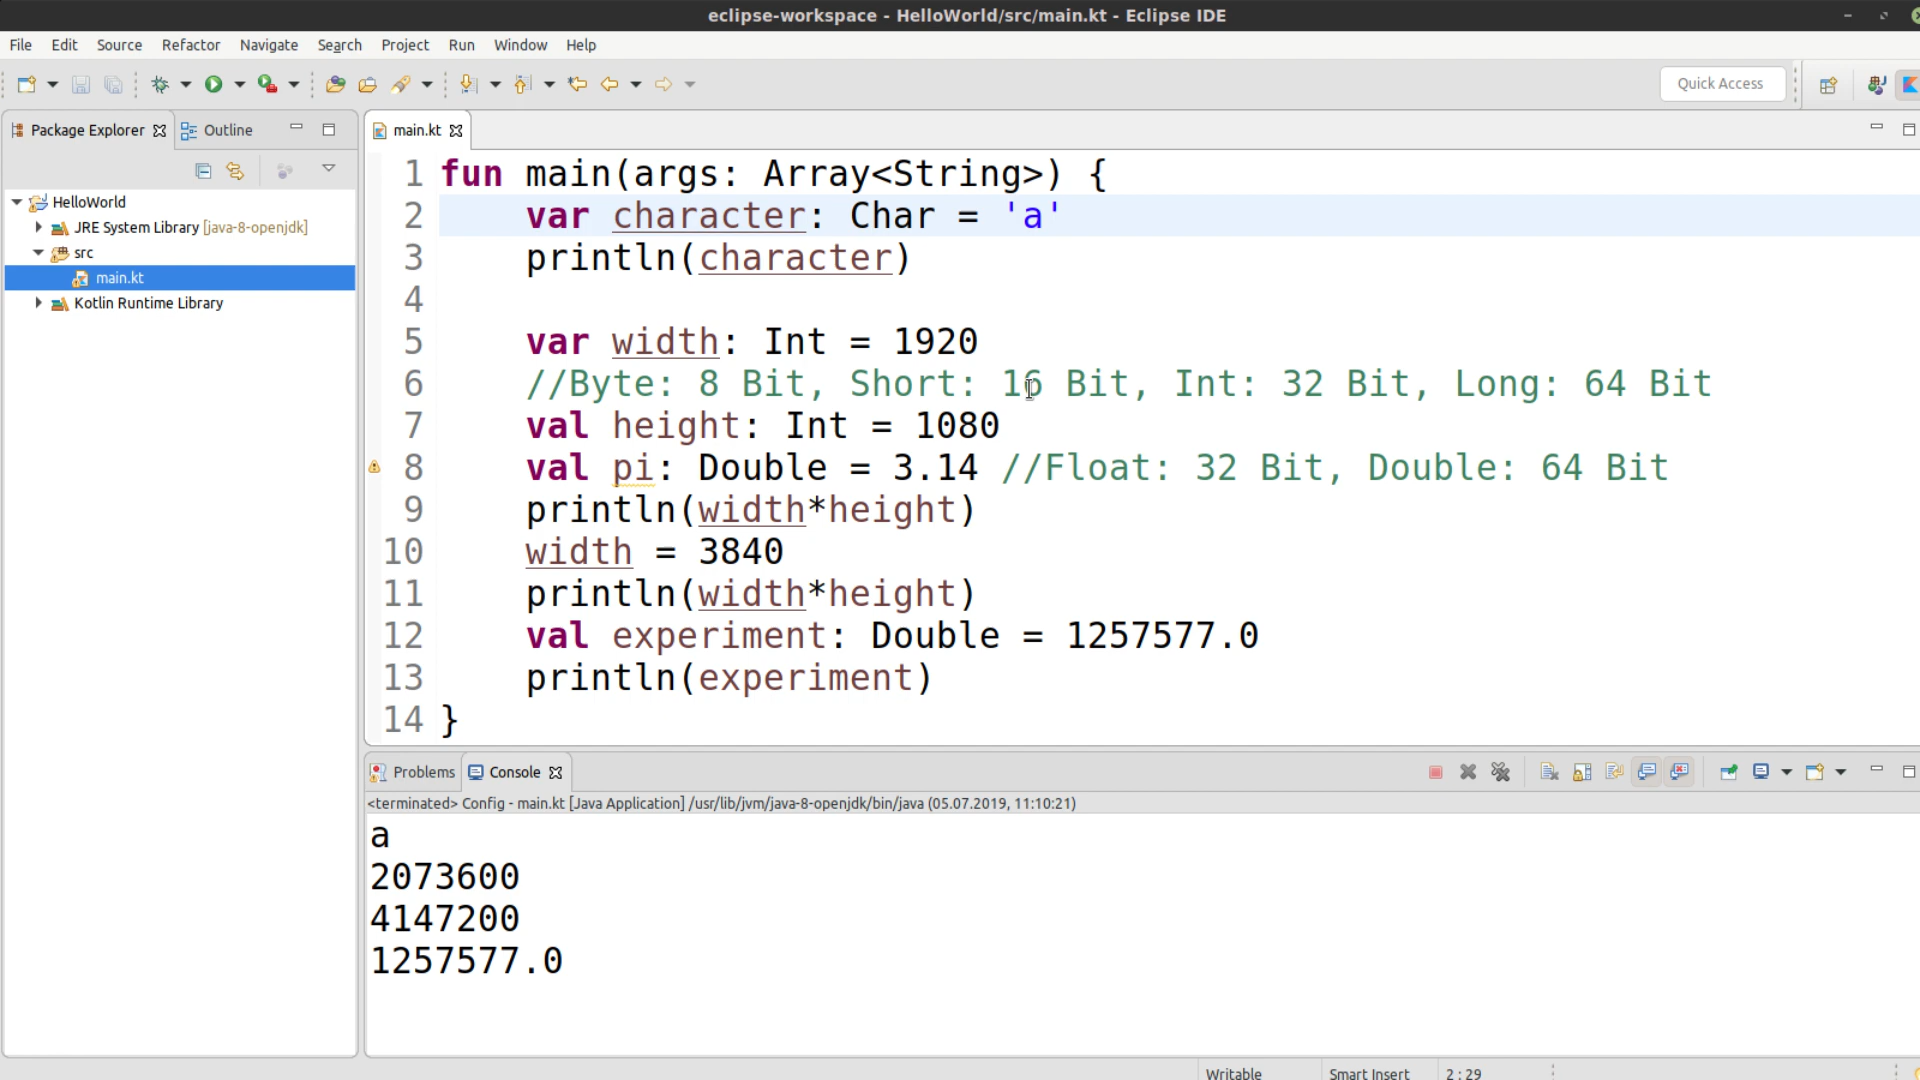 eclipse-workspace - HelloWorld/src/main.kt - Eclipse IDE
File Edit Source Refactor Navigate Search Project Run Window Help
Quick Access
Package Explorer Outline
main.kt
HelloWorld
JRE System Library [java-8-openjdk]
src
main.kt
Kotlin Runtime Library
1 fun main(args: Array<String>) {
2 var character: Char = 'a'
3 println(character)
4
5 var width: Int = 1920
6 //Byte: 8 Bit, Short: 16 Bit, Int: 32 Bit, Long: 64 Bit
7 val height: Int = 1080
8 val pi: Double = 3.14 //Float: 32 Bit, Double: 64 Bit
9 println(width*height)
10 width = 3840
11 println(width*height)
12 val experiment: Double = 1257577.0
13 println(experiment)
14 }
Problems Console
<terminated> Config - main.kt [Java Application] /usr/lib/jvm/java-8-openjdk/bin/java (05.07.2019, 11:10:21)
a
2073600
4147200
1257577.0
Writable Smart Insert 2 : 29